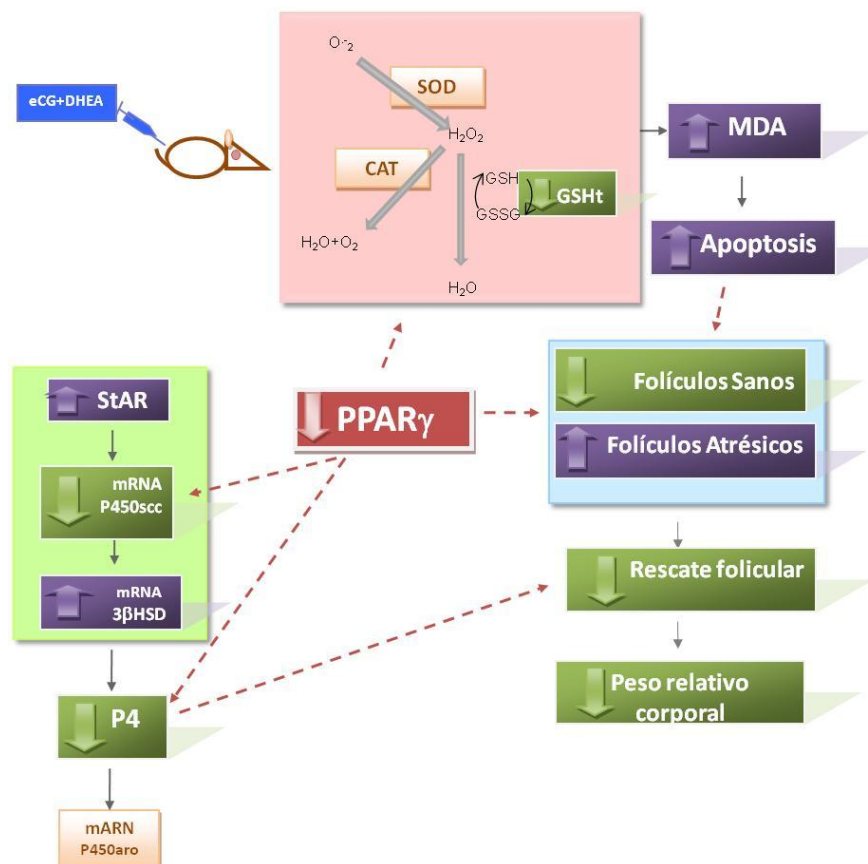 O·-2
eCG+DHEA
SOD
H2O2
CAT
GSH
GSSG
GSHt
H2O+O2
H2O
MDA
Apoptosis
Folículos Sanos
Folículos Atrésicos
PPARγ
StAR
mRNA
P450scc
mRNA
3βHSD
P4
mARN
P450aro
Rescate folicular
Peso relativo
corporal